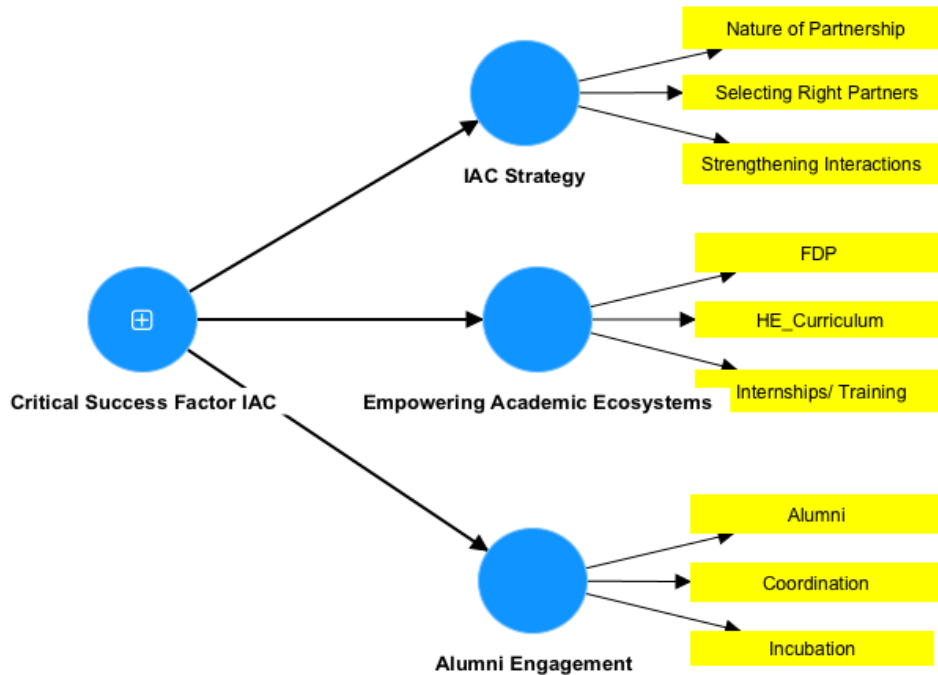 Nature of Partnership
Selecting Right Partners
Strengthening Interactions
IAC Strategy
FDP
HE_Curriculum
Internships/ Training
Critical Success Factor IAC
Empowering Academic Ecosystems
Alumni
Coordination
Incubation
Alumni Engagement